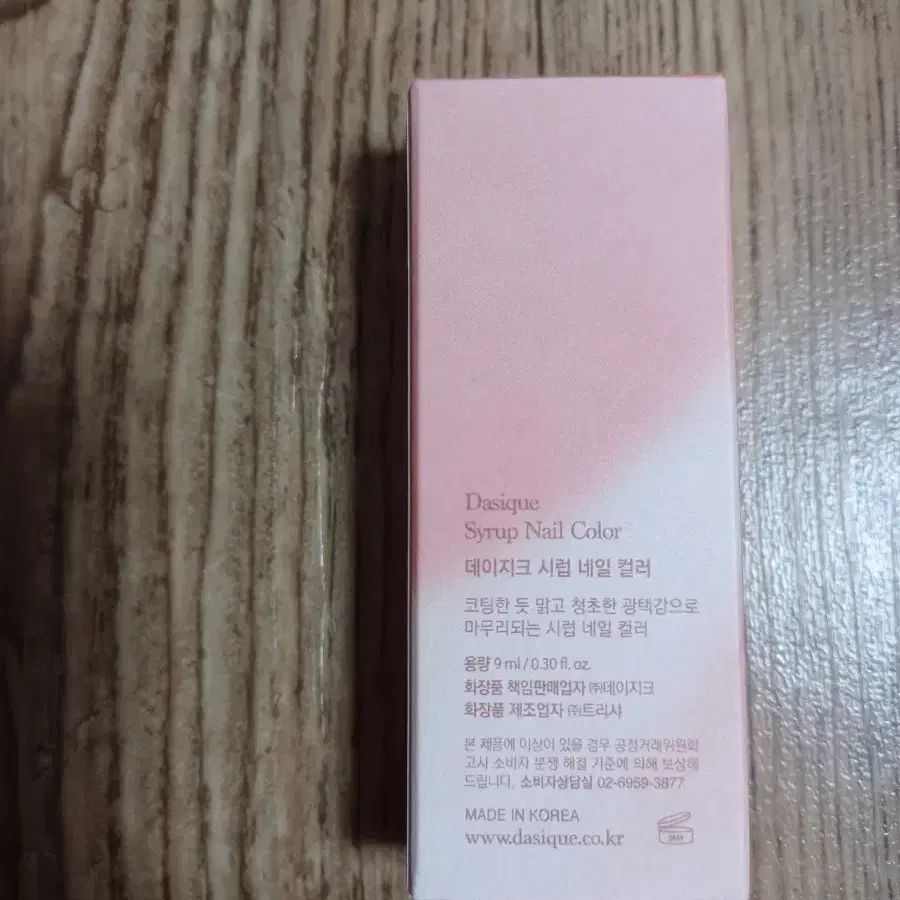 Dasique
Syrup Nail Color
데이지크 시럽 네일 컬러
코팅한 듯 맑고 청초한 광택감으로
마무리되는 시럽 네일 컬러
용량 9 ml / 0.30 fl. oz.
화장품 책임판매업자 ㈜데이지크
화장품 제조업자 ㈜트리샤
본 제품에 이상이 있을 경우 공정거래위원회
고시 소비자 분쟁 해결 기준에 의해 보상해
드립니다. 소비자상담실 02-6959-3877
MADE IN KOREA
www.dasique.co.kr